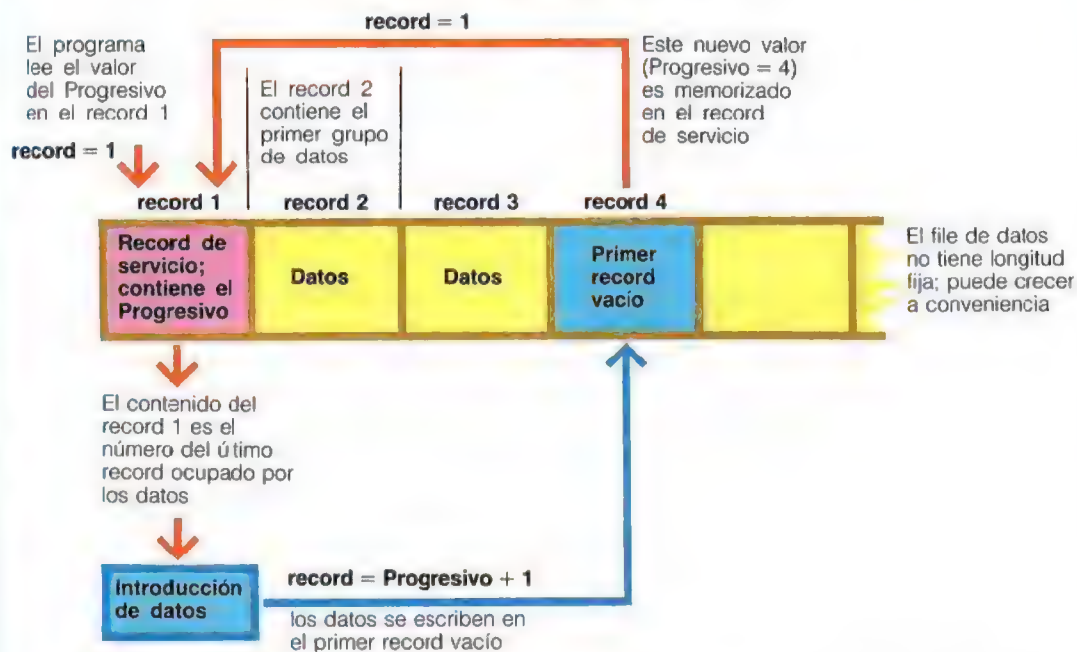 record = 1
El programa
lee el valor
del Progresivo
en el record 1
record = 1
El record 2
contiene el
primer grupo
de datos
Este nuevo valor
(Progresivo = 4)
es memorizado
en el record
de servicio
record 1
record 2
record 3
record 4
Record de
servicio;
contiene el
Progresivo
Datos
Datos
Primer
record
vacío
El file de datos
no tiene longitud
fija; puede crecer
a conveniencia
El contenido del
record 1 es el
número del útimo
record ocupado por
los datos
Introducción
de datos
record = Progresivo + 1
los datos se escriben en
el primer record vacío